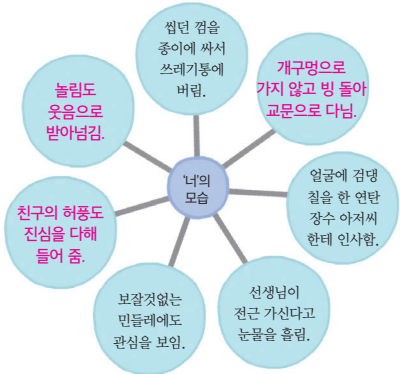 씹던 껌을
종이에 싸서
쓰레기통에
버림.
개구멍으로
가지 않고 빙 돌아
교문으로 다님.
얼굴에 검댕
칠을 한 연탄
장수 아저씨
한테 인사함.
선생님이
전근 가신다고
눈물을 흘림.
보잘것없는
민들레에도
관심을 보임.
친구의 허풍도
진심을 다해
들어 줌.
놀림도
웃음으로
받아넘김.
'너'의
모습